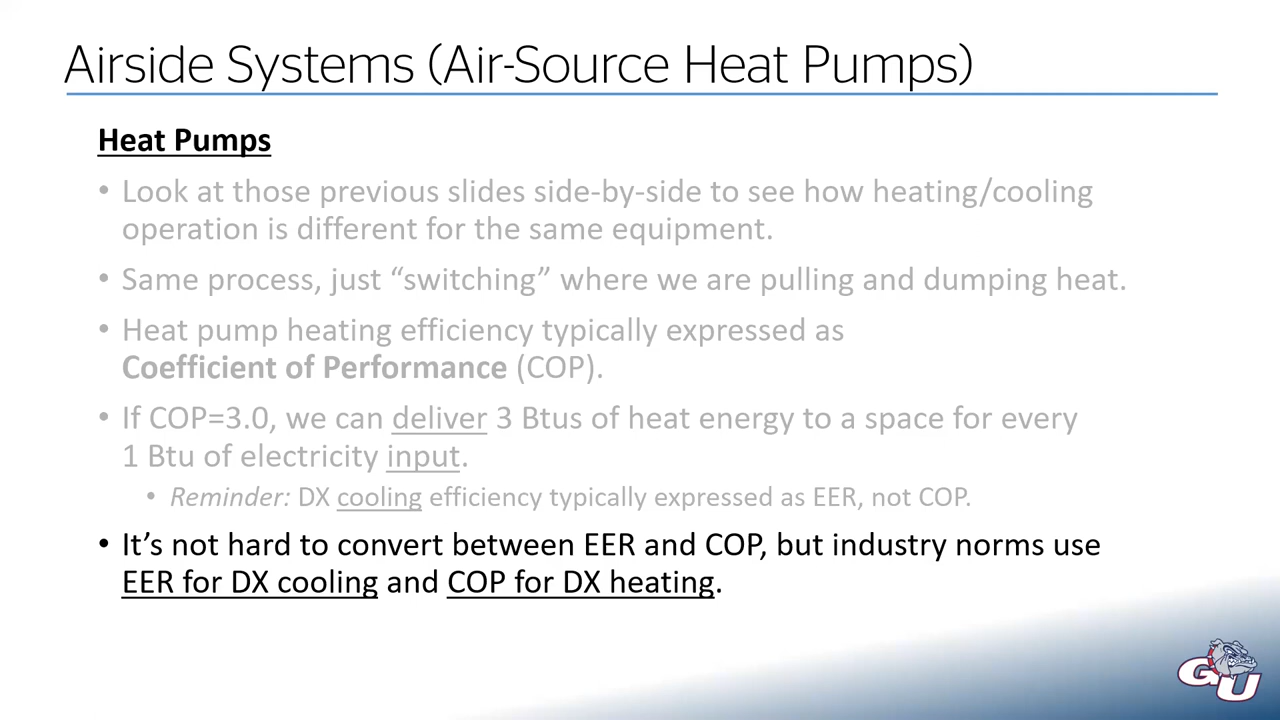 Airside Systems (Air-Source Heat Pumps)
Heat Pumps
• Look at those previous slides side-by-side to see how heating/cooling
operation is different for the same equipment.
• Same process, just “switching” where we are pulling and dumping heat.
• Heat pump heating efficiency typically expressed as
Coefficient of Performance (COP).
• If COP=3.0, we can deliver 3 Btus of heat energy to a space for every
1 Btu of electricity input.
• Reminder: DX cooling efficiency typically expressed as EER, not COP.
• It’s not hard to convert between EER and COP, but industry norms use
EER for DX cooling and COP for DX heating.
GU